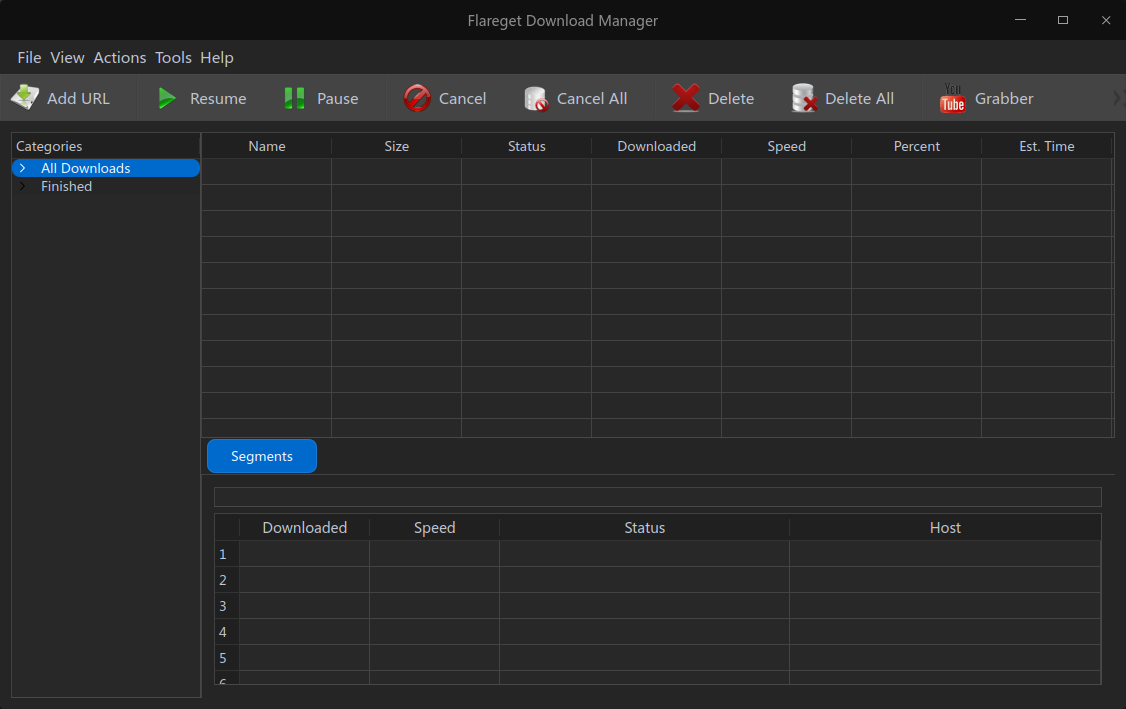 Flareget Download Manager
File View Actions Tools Help
Add URL Resume Pause Cancel Cancel All Delete Delete All You Tube Grabber
Categories
All Downloads
Finished
Name Size Status Downloaded Speed Percent Est. Time
Segments
Downloaded Speed Status Host
1
2
3
4
5
6